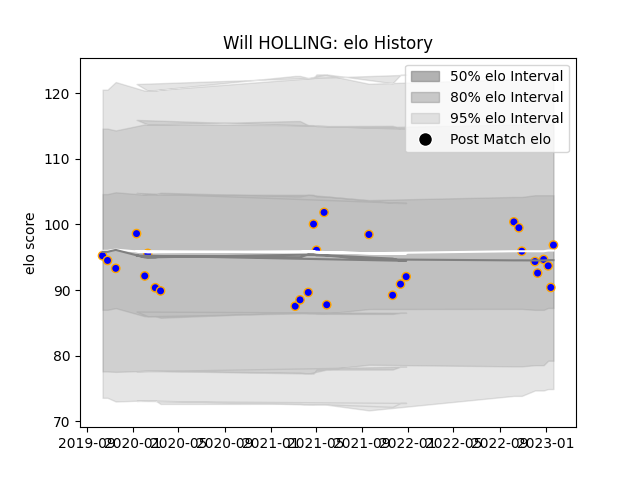 Will HOLLING: elo History
50% elo Interval
80% elo Interval
95% elo Interval
Post Match elo
elo score
120
110
100
90
80
70
2019-09 2020-01 2020-05 2020-09 2021-01 2021-05 2021-09 2022-01 2022-05 2022-09 2023-01